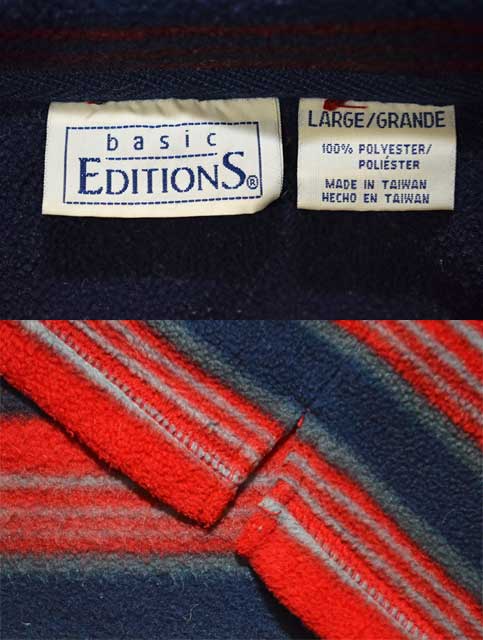 basic
EDITIONS®
LARGE/GRANDE
100% POLYESTER/
POLIÉSTER
MADE IN TAIWAN
HECHO EN TAIWAN